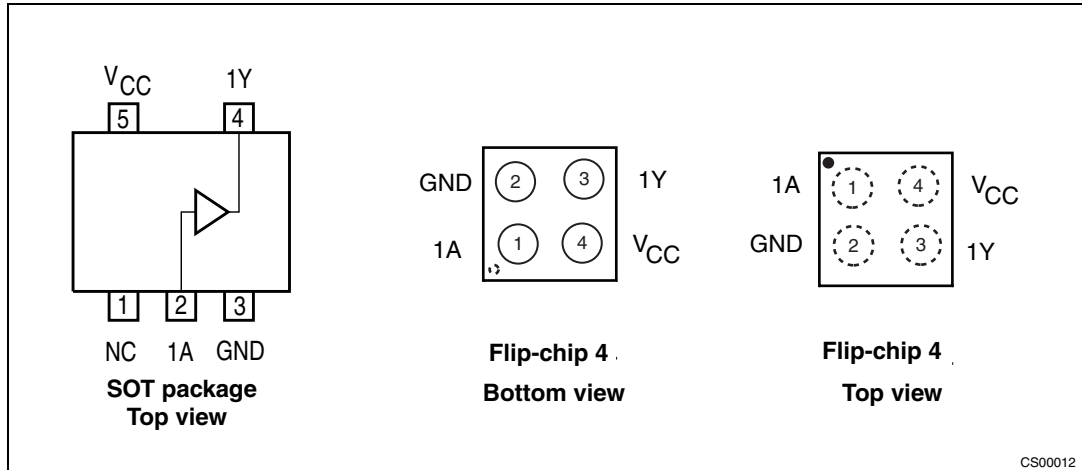 VCC 1Y
5 4
1 2 3
NC 1A GND
SOT package
Top view
GND 2 3 1Y
1A 1 4 VCC
Flip-chip 4
Bottom view
1A 1 4 VCC
GND 2 3 1Y
Flip-chip 4
Top view
CS00012